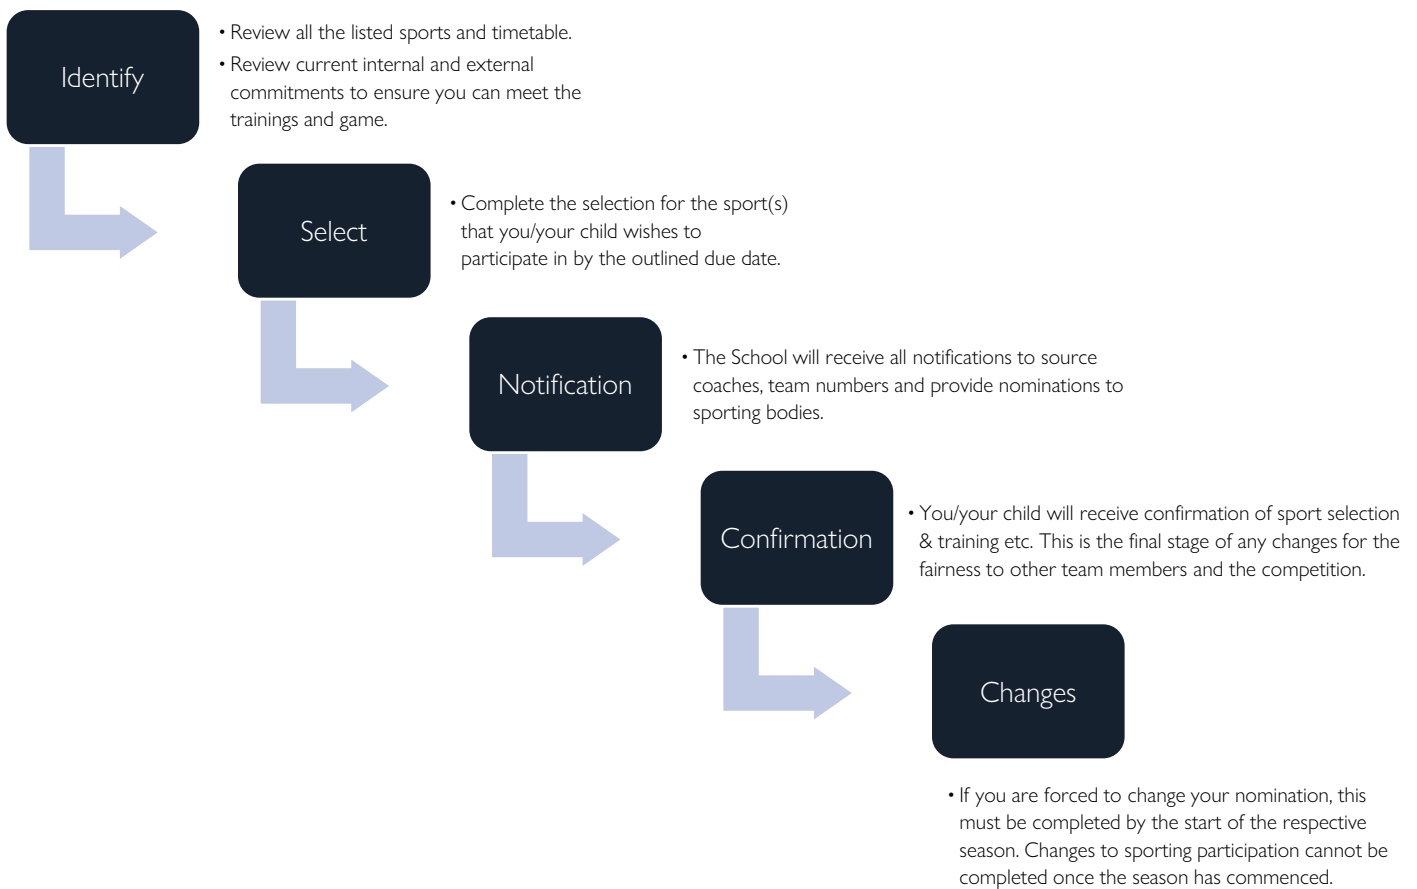 Identify
• Review all the listed sports and timetable.
• Review current internal and external
commitments to ensure you can meet the
trainings and game.
Select
• Complete the selection for the sport(s)
that you/your child wishes to
participate in by the outlined due date.
Notification
• The School will receive all notifications to source
coaches, team numbers and provide nominations to
sporting bodies.
Confirmation
• You/your child will receive confirmation of sport selection
& training etc. This is the final stage of any changes for the
fairness to other team members and the competition.
Changes
• If you are forced to change your nomination, this
must be completed by the start of the respective
season. Changes to sporting participation cannot be
completed once the season has commenced.